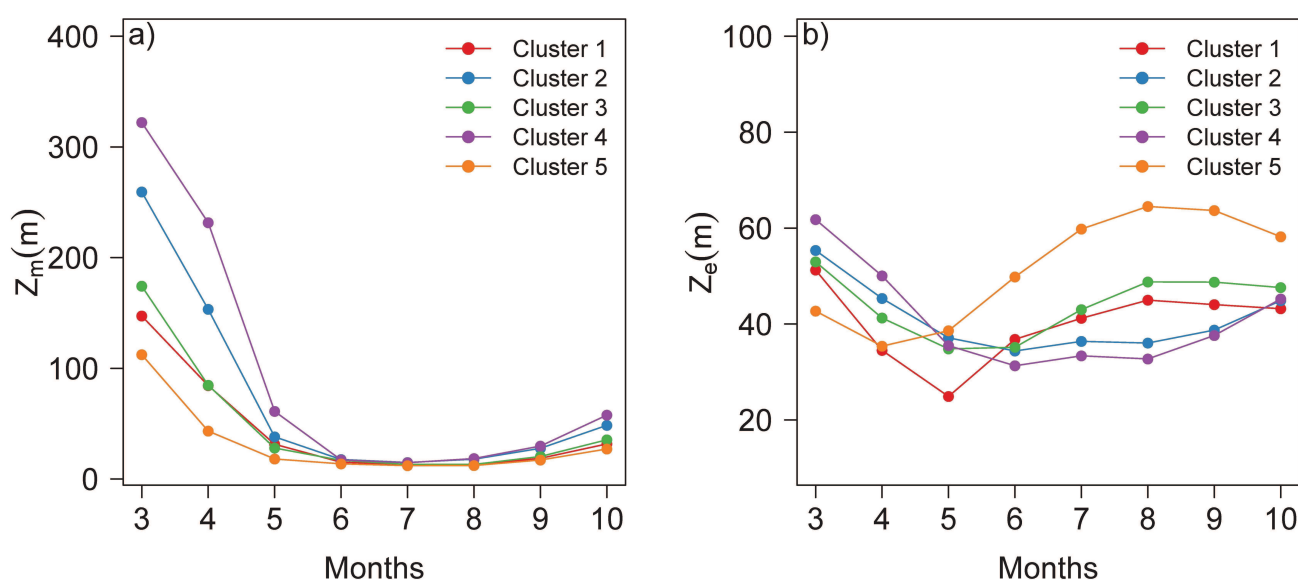 a)
Z_m(m)
400
300
200
100
0
3 4 5 6 7 8 9 10
Months
Cluster 1
Cluster 2
Cluster 3
Cluster 4
Cluster 5
b)
Z_e(m)
100
80
60
40
20
3 4 5 6 7 8 9 10
Months
Cluster 1
Cluster 2
Cluster 3
Cluster 4
Cluster 5